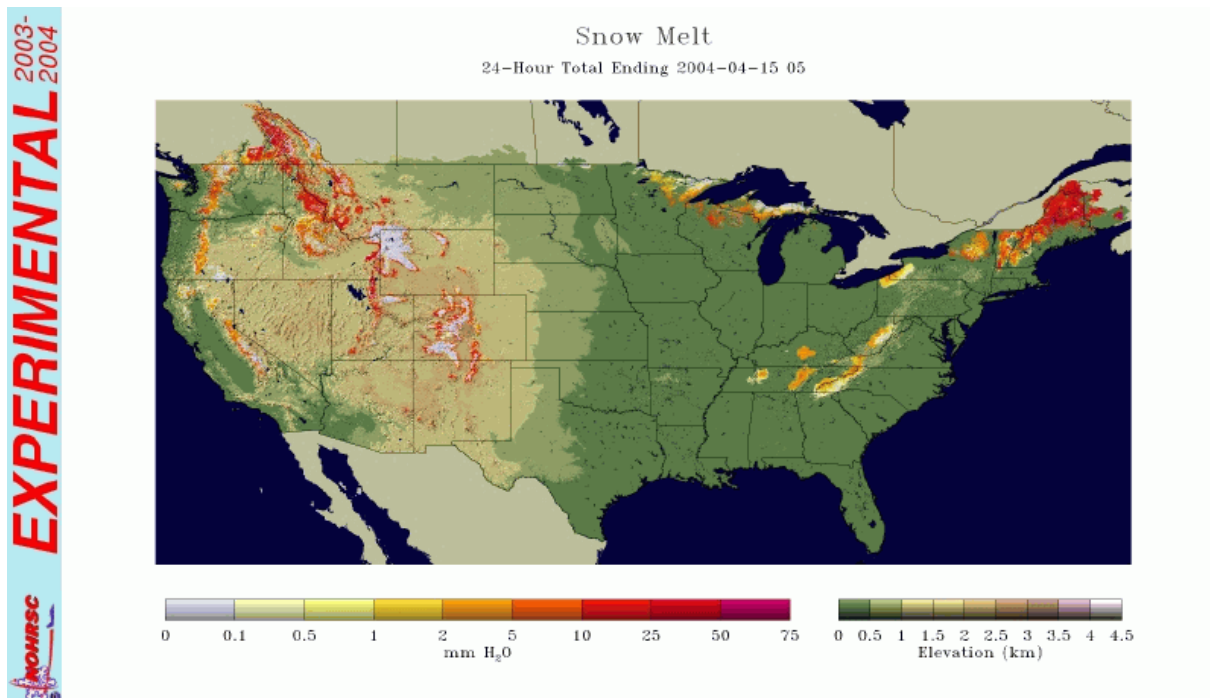 EXPERIMENTAL 2003-
2004
NOHRSC
Snow Melt
24-Hour Total Ending 2004-04-15 05
0 0.1 0.5 1 2 5 10 25 50 75
mm H₂O
0 0.5 1 1.5 2 2.5 3 3.5 4 4.5
Elevation (km)